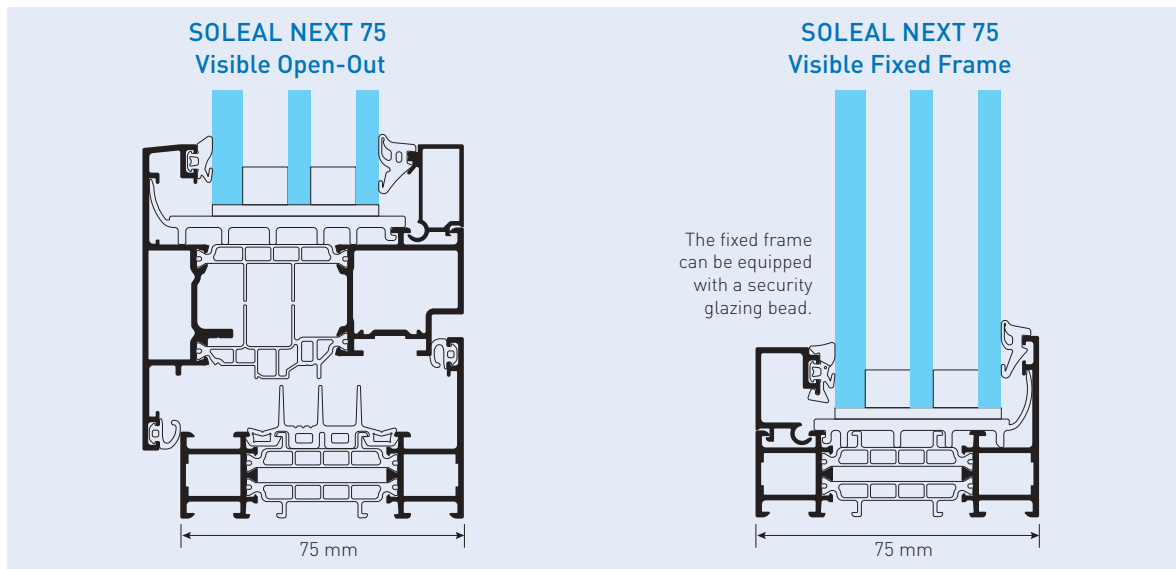 SOLEAL NEXT 75
Visible Open-Out
75 mm
SOLEAL NEXT 75
Visible Fixed Frame
The fixed frame
can be equipped
with a security
glazing bead.
75 mm